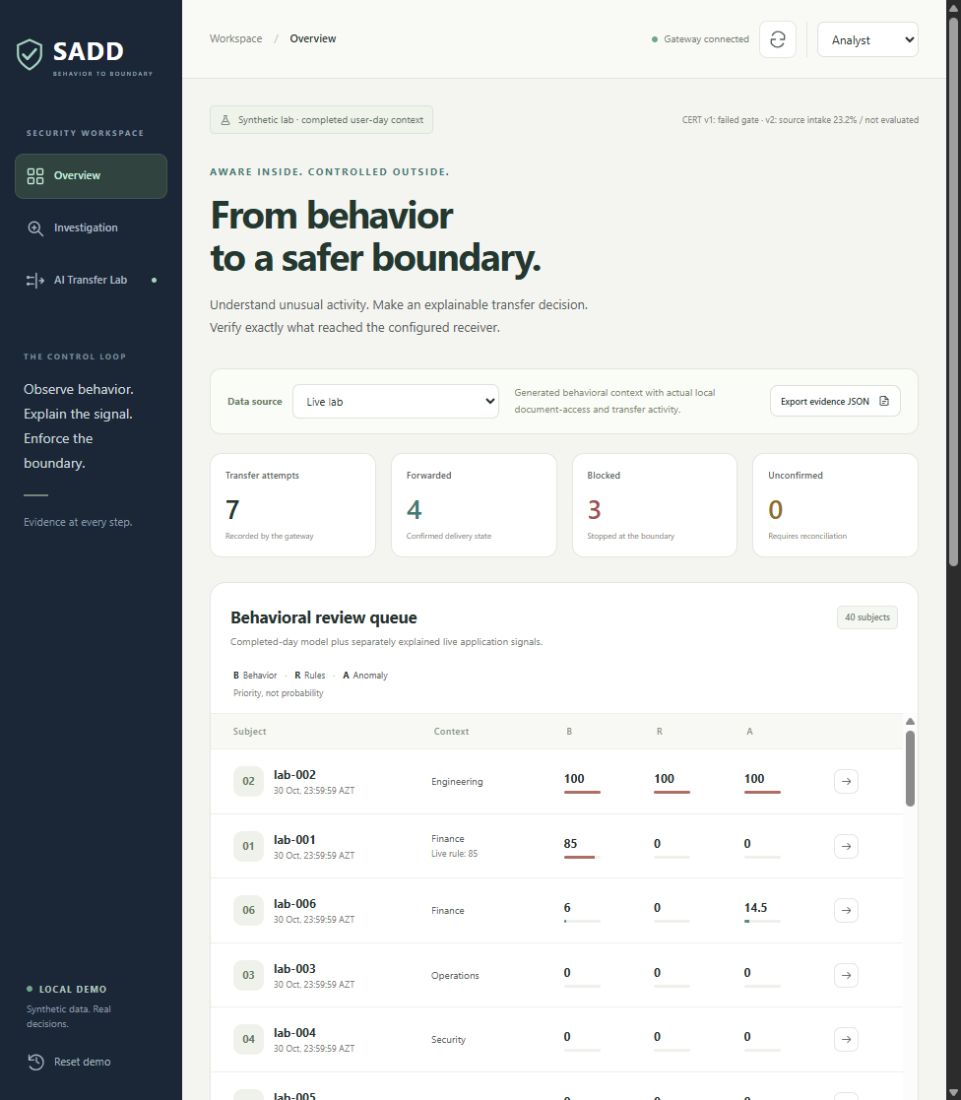 SADD
BEHAVIOR TO BOUNDARY
SECURITY WORKSPACE
Overview
Investigation
AI Transfer Lab
THE CONTROL LOOP
Observe behavior.
Explain the signal.
Enforce the
boundary.
Evidence at every step.
LOCAL DEMO
Synthetic data. Real
decisions.
Reset demo
Workspace / Overview
Gateway connected
Analyst
Synthetic lab · completed user-day context
CERT v1: failed gate · v2: source intake 23.2% / not evaluated
AWARE INSIDE. CONTROLLED OUTSIDE.
From behavior
to a safer boundary.
Understand unusual activity. Make an explainable transfer decision.
Verify exactly what reached the configured receiver.
Data source
Live lab
Generated behavioral context with actual local
document-access and transfer activity.
Export evidence JSON
Transfer attempts
7
Recorded by the gateway
Forwarded
4
Confirmed delivery state
Blocked
3
Stopped at the boundary
Unconfirmed
0
Requires reconciliation
Behavioral review queue
40 subjects
Completed-day model plus separately explained live application signals.
B Behavior · R Rules · A Anomaly
Priority, not probability
Subject Context B R A
02 lab-002 Engineering 100 100 100
30 Oct, 23:59:59 AZT
01 lab-001 Finance 85 0 0
30 Oct, 23:59:59 AZT Live rule: 85
06 lab-006 Finance 6 0 14.5
30 Oct, 23:59:59 AZT
03 lab-003 Operations 0 0 0
30 Oct, 23:59:59 AZT
04 lab-004 Security 0 0 0
30 Oct, 23:59:59 AZT
lab-005